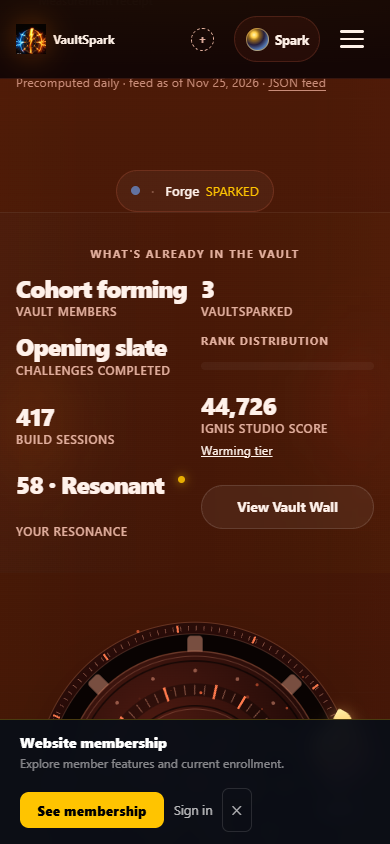 VaultSpark
+
Spark
Precomputed daily · feed as of Nov 25, 2026 · JSON feed
· Forge SPARKED
WHAT'S ALREADY IN THE VAULT
Cohort forming
VAULT MEMBERS
3
VAULTSPARKED
Opening slate
CHALLENGES COMPLETED
RANK DISTRIBUTION
417
BUILD SESSIONS
44,726
IGNIS STUDIO SCORE
Warming tier
58 · Resonant
YOUR RESONANCE
View Vault Wall
Website membership
Explore member features and current enrollment.
See membership
Sign in
×